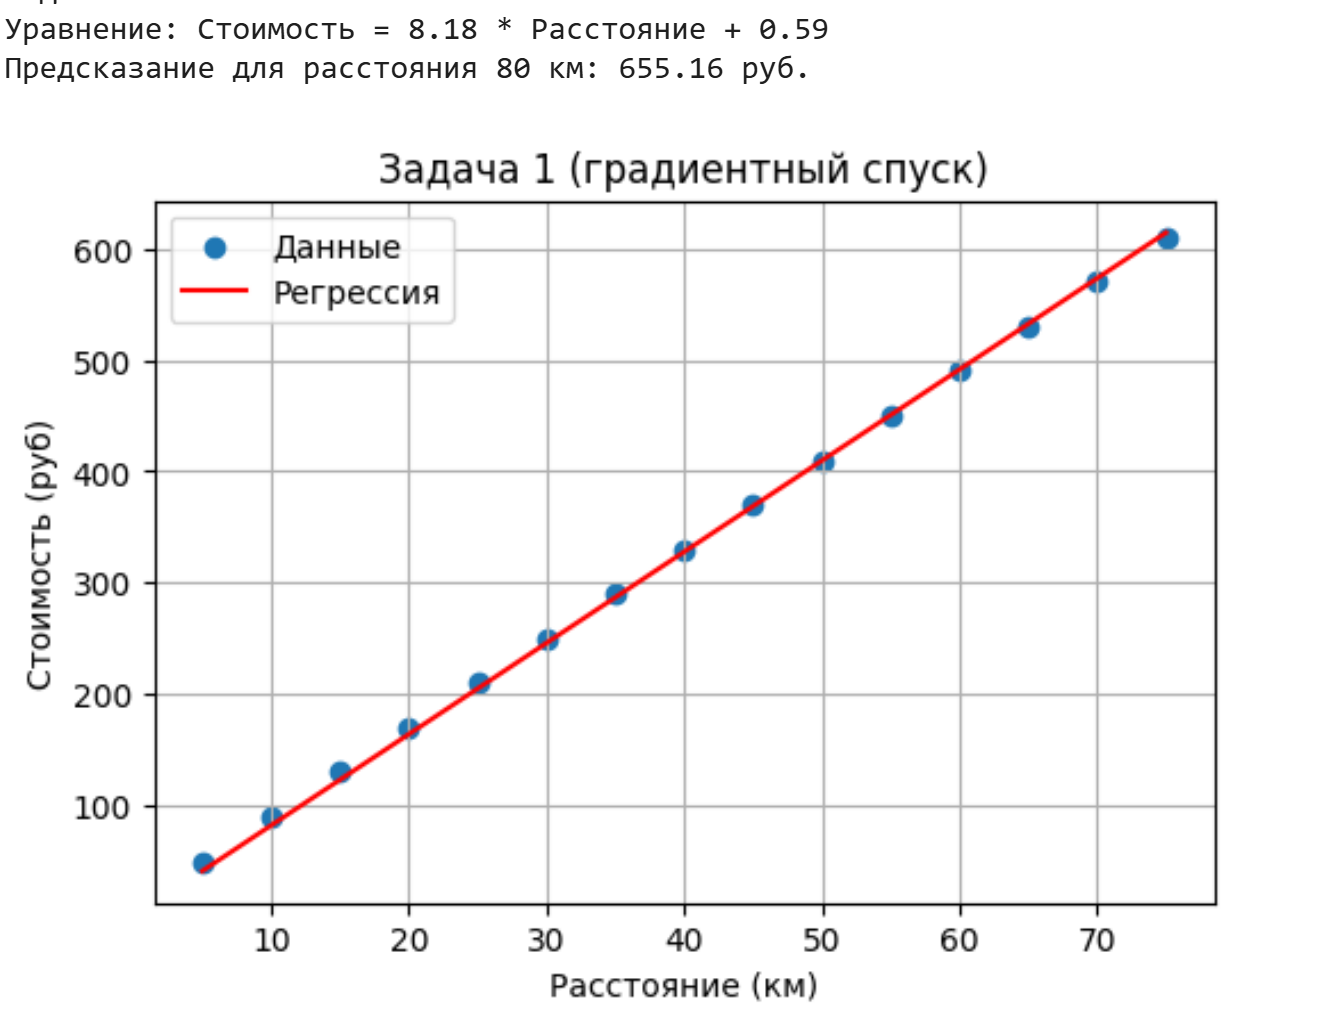 Уравнение: Стоимость = 8.18 * Расстояние + 0.59
Предсказание для расстояния 80 км: 655.16 руб.
Задача 1 (градиентный спуск)
Данные
Регрессия
600
500
400
300
200
100
Стоимость (руб)
10 20 30 40 50 60 70
Расстояние (км)